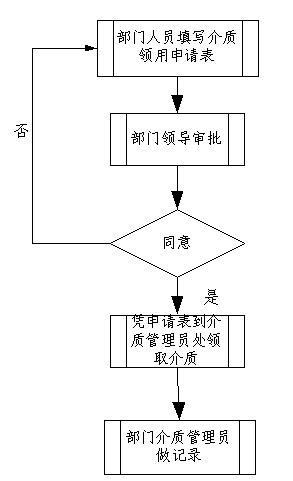 部门人员填写介质
领用申请表
否
部门领导审批
同意
是
凭申请表到介
质管理员处领
取介质
部门介质管理员
做记录